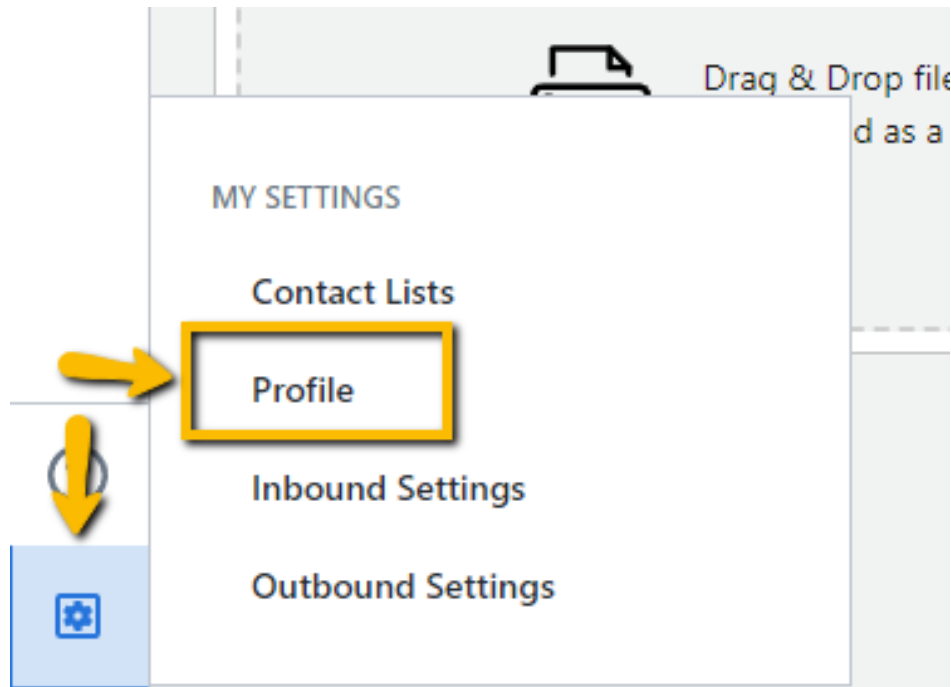 Drag & Drop file
d as a
MY SETTINGS
Contact Lists
Profile
Inbound Settings
Outbound Settings